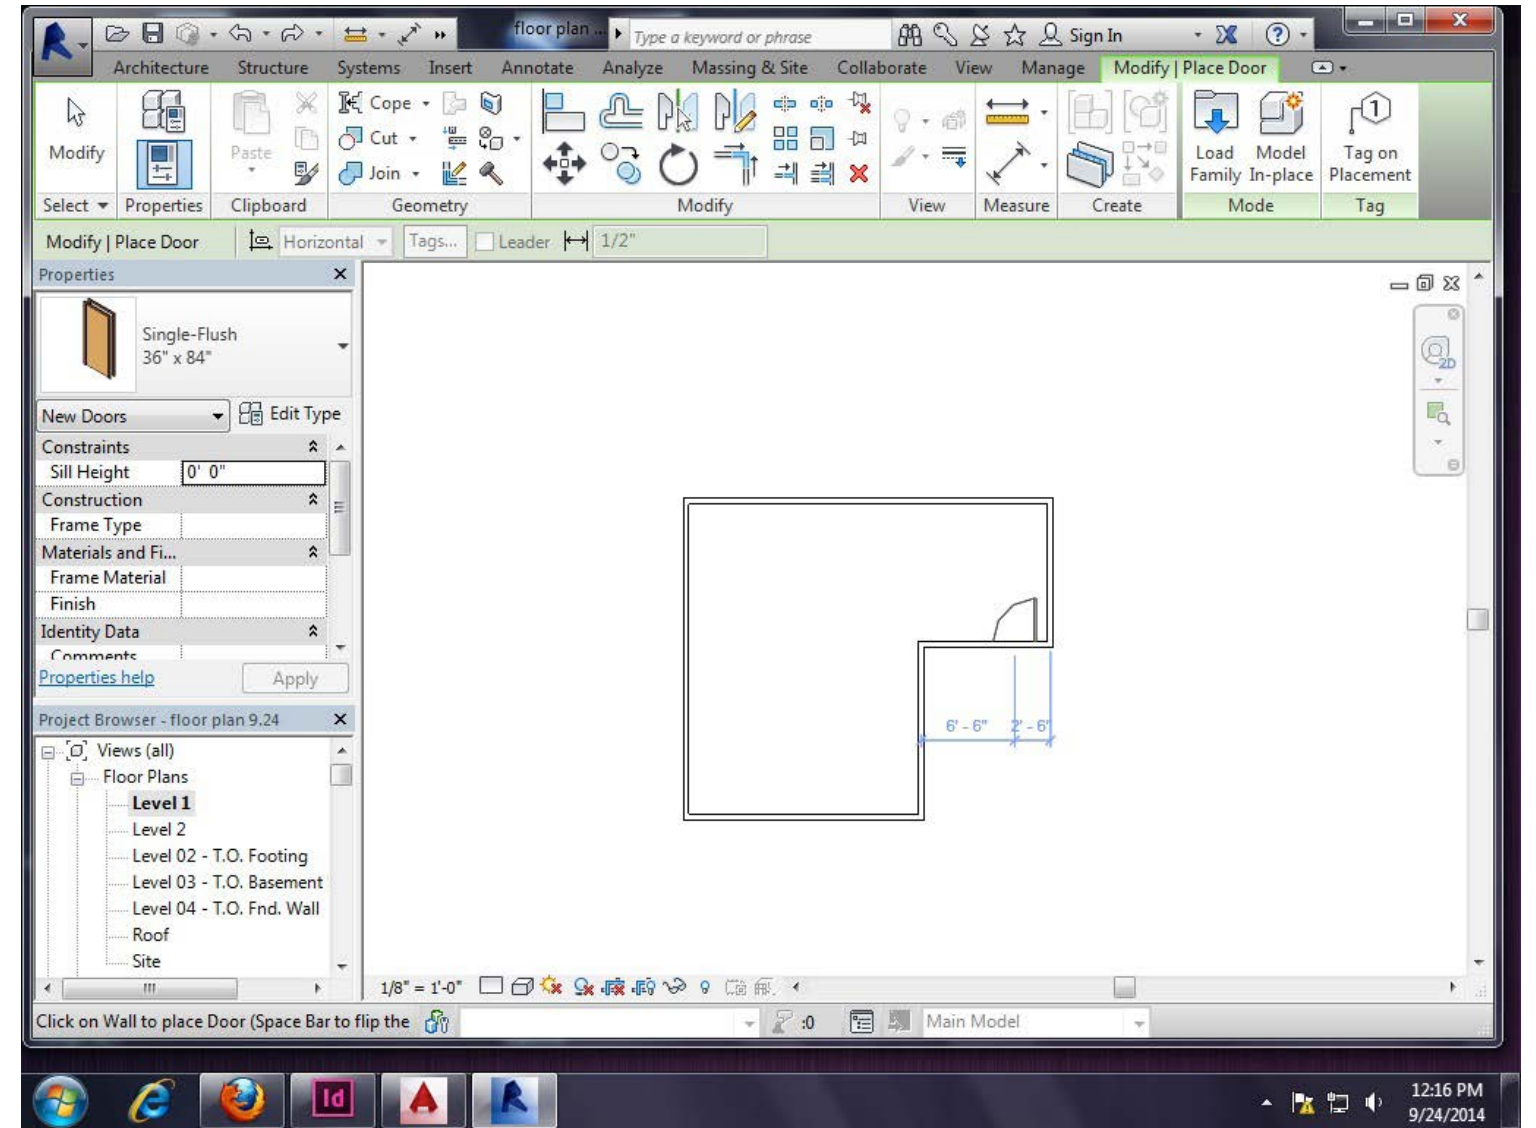 floor plan ...
Type a keyword or phrase
Sign In
Architecture Structure Systems Insert Annotate Analyze Massing & Site Collaborate View Manage Modify | Place Door
Modify
Paste
Cope
Cut
Join
Load Family
Model In-place
Tag on Placement
Select Properties Clipboard Geometry Modify View Measure Create Mode Tag
Modify | Place Door Horizontal Tags... Leader 1/2"
Properties
Single-Flush
36" x 84"
New Doors Edit Type
Constraints
Sill Height 0' 0"
Construction
Frame Type
Materials and Fi...
Frame Material
Finish
Identity Data
Comments
Properties help Apply
Project Browser - floor plan 9.24
Views (all)
Floor Plans
Level 1
Level 2
Level 02 - T.O. Footing
Level 03 - T.O. Basement
Level 04 - T.O. Fnd. Wall
Roof
Site
2D
1
6' - 6" 2' - 6"
1/8" = 1'-0"
Click on Wall to place Door (Space Bar to flip the :0 Main Model
Id
12:16 PM
9/24/2014